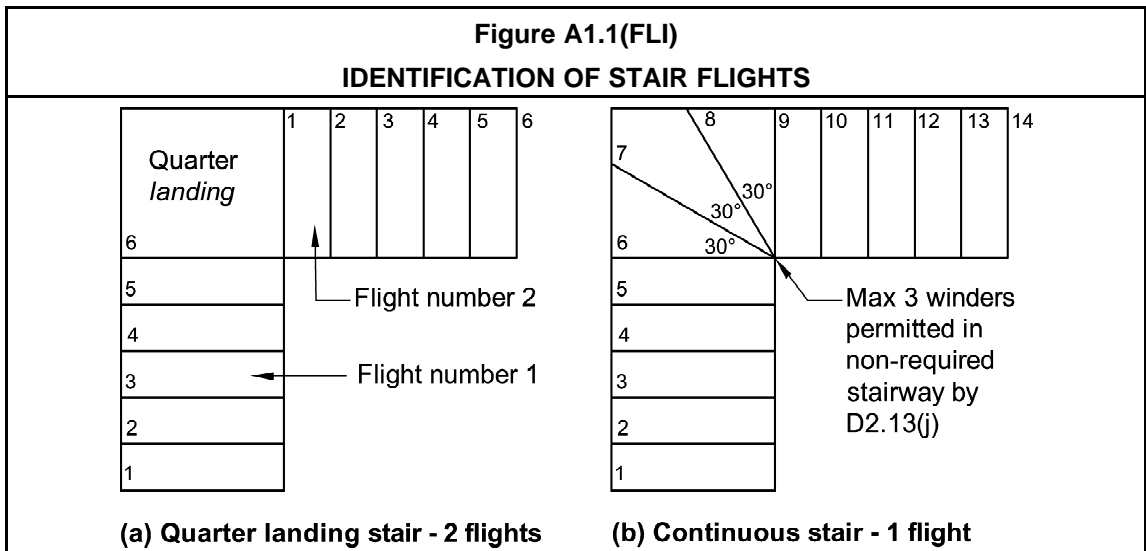 Figure A1.1(FLI)
IDENTIFICATION OF STAIR FLIGHTS
1 2 3 4 5 6
Quarter
landing
6
5
4
3
2
1
Flight number 2
Flight number 1
(a) Quarter landing stair - 2 flights
8 9 10 11 12 13 14
7
30°
30°
30°
6
5
4
3
2
1
Max 3 winders
permitted in
non-required
stairway by
D2.13(j)
(b) Continuous stair - 1 flight